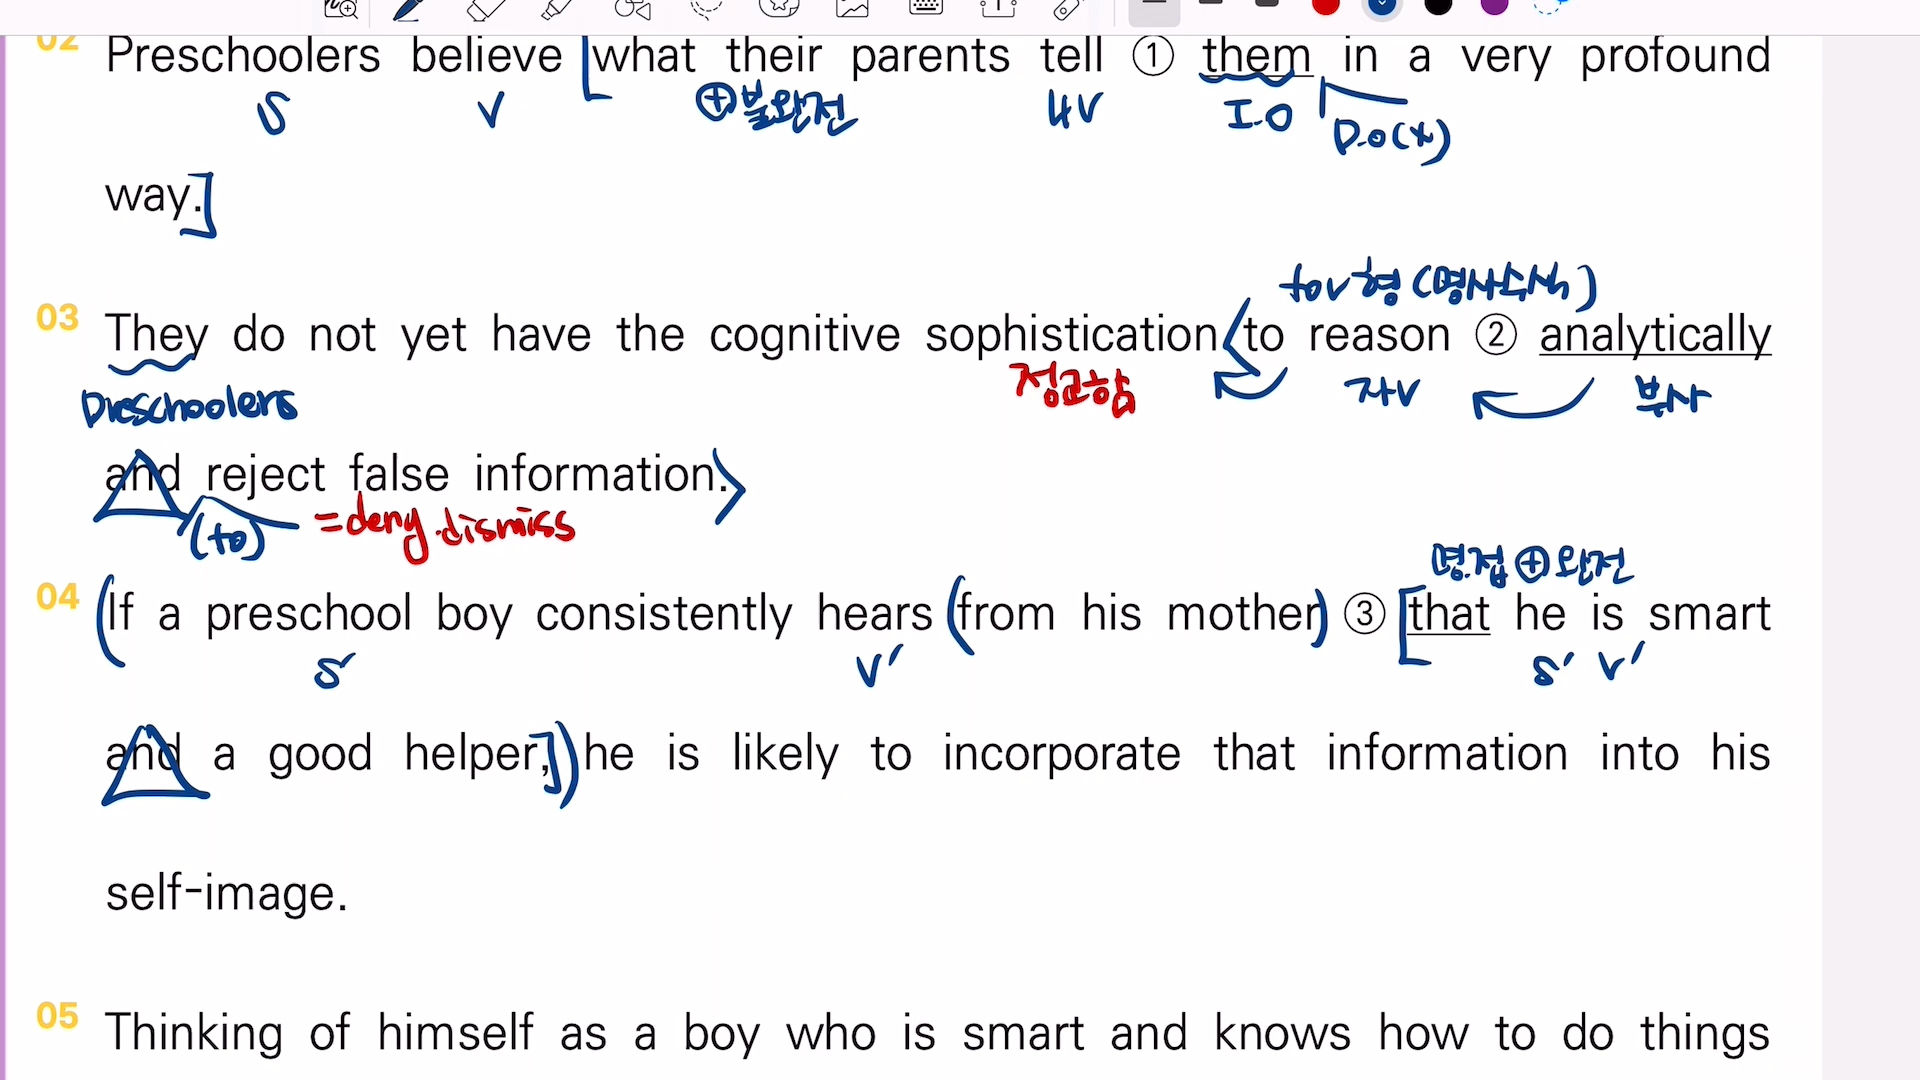 02 Preschoolers believe [what their parents tell ① them in a very profound
S V ⊕불완전 4V I.O D.O(x)
way.]
to v 형 (명사수식)
03 They do not yet have the cognitive sophistication <to reason ② analytically
Preschoolers 정교함 자V 부사
and reject false information.>
(to) =deny.dismiss
명.접 ⊕ 완전
04 (If a preschool boy consistently hears (from his mother) ③ [that he is smart
S' V' S' V'
and a good helper,]) he is likely to incorporate that information into his
self-image.
05 Thinking of himself as a boy who is smart and knows how to do things